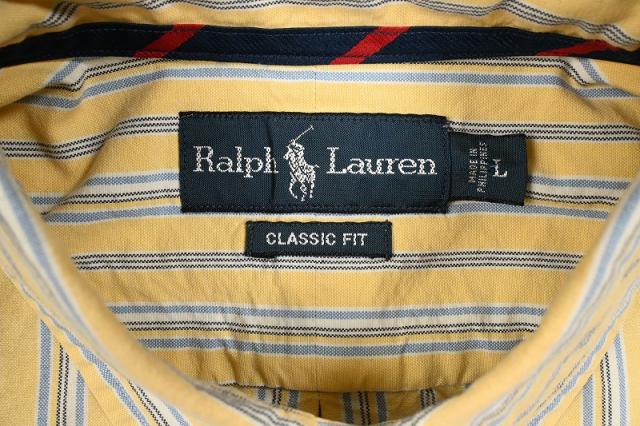 Ralph Lauren
MADE IN
PHILIPPINES
L
CLASSIC FIT